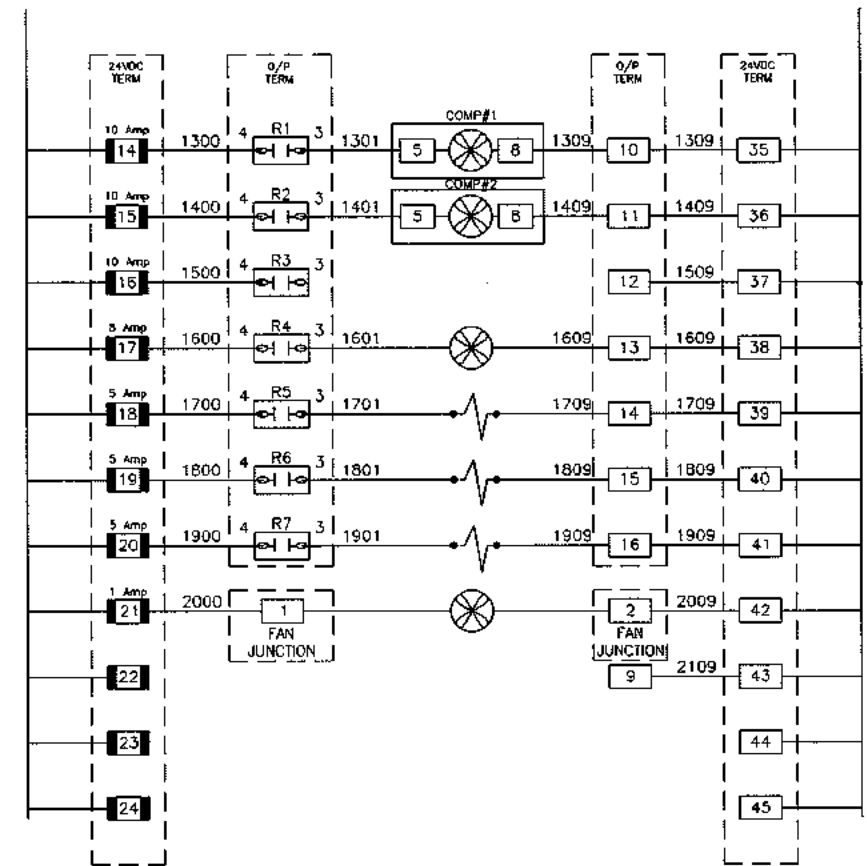 24VDC TERM O/P TERM O/P TERM 24VDC TERM
COMP#1
10 Amp 14 1300 4 R1 3 1301 5 8 1309 10 1309 35
COMP#2
10 Amp 15 1400 4 R2 3 1401 5 8 1409 11 1409 36
10 Amp 16 1500 4 R3 3 12 1509 37
8 Amp 17 1600 4 R4 3 1601 1609 13 1609 38
5 Amp 18 1700 4 R5 3 1701 1709 14 1709 39
5 Amp 19 1800 4 R6 3 1801 1809 15 1809 40
5 Amp 20 1900 4 R7 3 1901 1909 16 1909 41
1 Amp 21 2000 1 2 2009 42
FAN JUNCTION FAN JUNCTION
22 9 2109 43
23 44
24 45